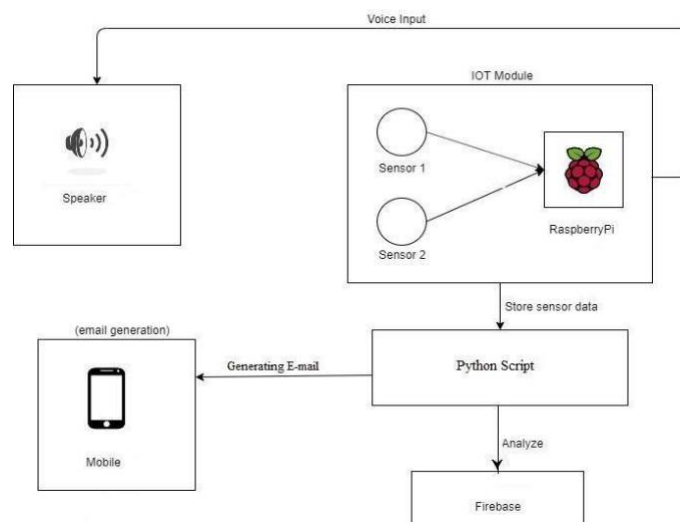 Voice Input
IOT Module
Sensor 1
Speaker
RaspberryPi
Sensor 2
Store sensor data
(email generation)
Generating E-mail
Python Script
Mobile
Analyze
Firebase